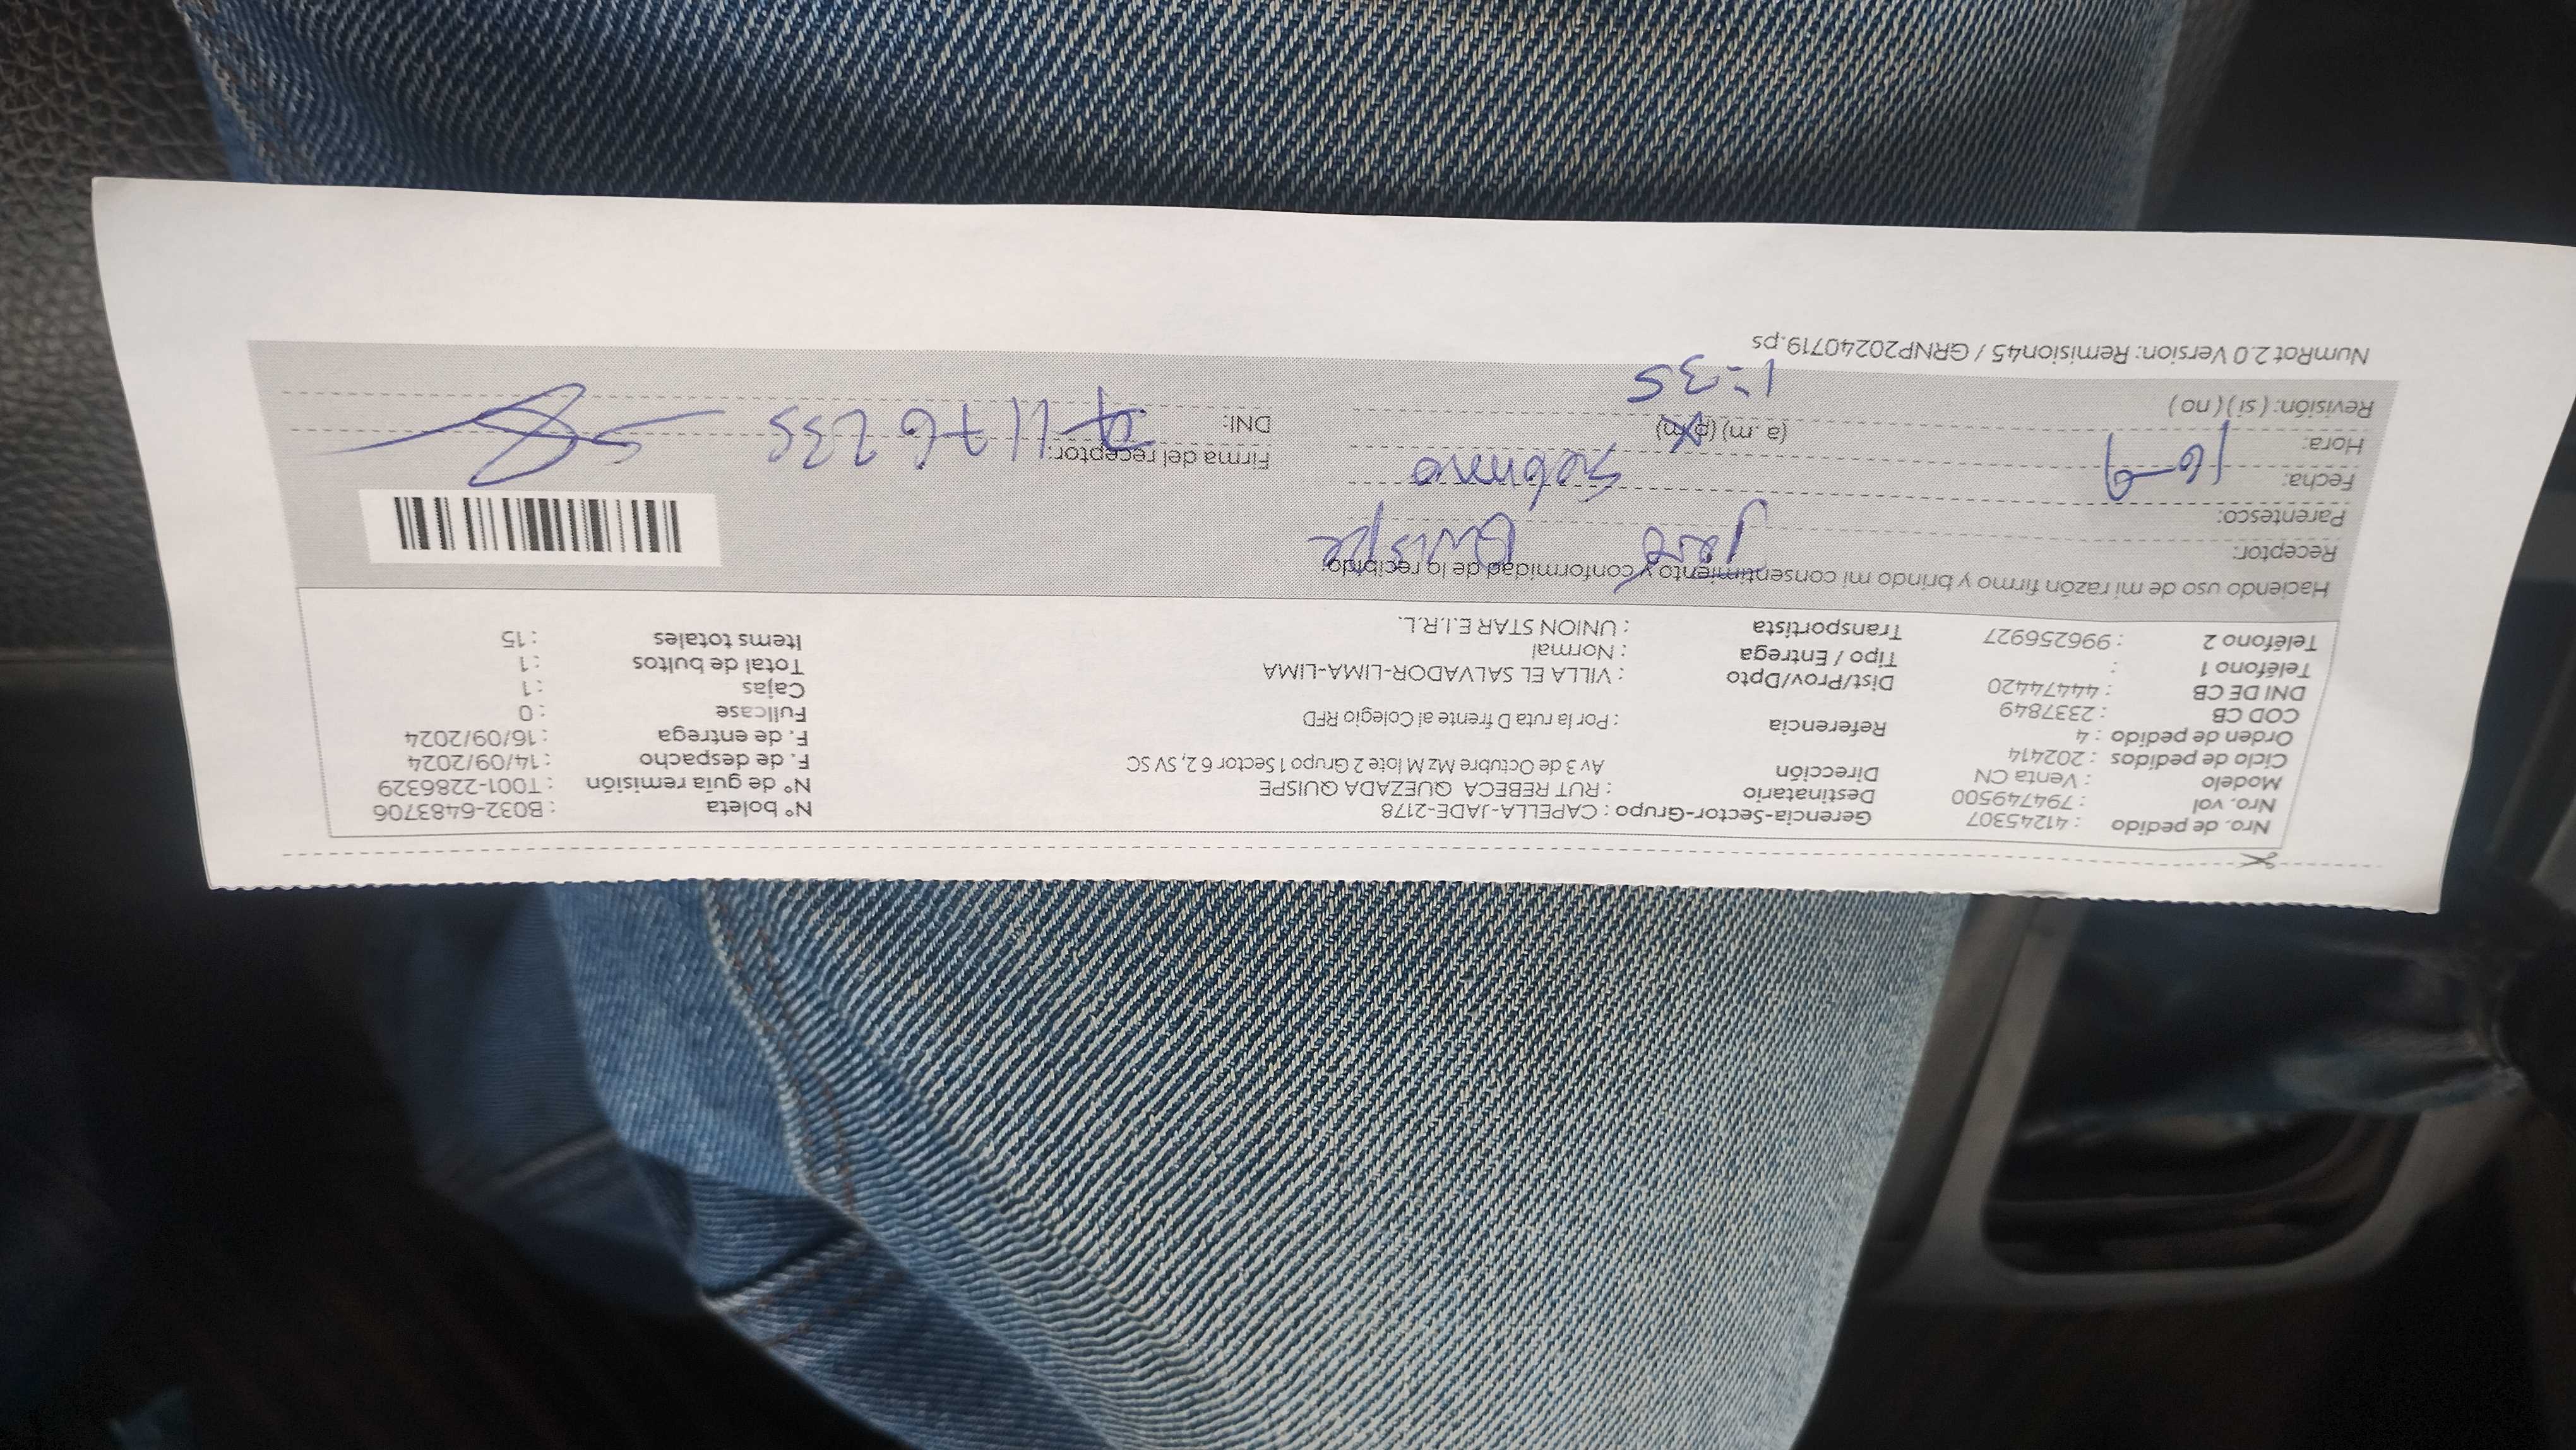 Nro. de pedido : 41245307 Gerencia-Sector-Grupo : CAPELLA-JADE-2178 N° boleta : B032-6483706
Nro. vol : 794749500 Destinatario : RUT REBECA QUEZADA QUISPE N° de guía remisión : T001-2286329
Modelo : Venta CN Dirección Av 3 de Octubre Mz M lote 2 Grupo 1 Sector 6 2, SV SC F. de despacho : 14/09/2024
Ciclo de pedidos : 202414 F. de entrega : 16/09/2024
Orden de pedido : 4 Referencia : Por la ruta D frente al Colegio RFD Fullcase : 0
COD CB : 2337849 Cajas : 1
DNI DE CB : 44474420 Dist/Prov/Dpto : VILLA EL SALVADOR-LIMA-LIMA Total de bultos : 1
Teléfono 1 : Tipo / Entrega : Normal Items totales : 15
Teléfono 2 : 996256927 Transportista : UNION STAR E.I.R.L.
Haciendo uso de mi razón firmo y brindo mi consentimiento y conformidad de lo recibido:
Receptor: Quispe
Parentesco: Sobrino
Fecha: 16-9 Firma del receptor:
Hora: (a.m) (p.m) 1:35 DNI: 71176235
Revisión: ( si ) ( no )
NumRot 2.0 Version: Remision45 / GRNP20240719.ps